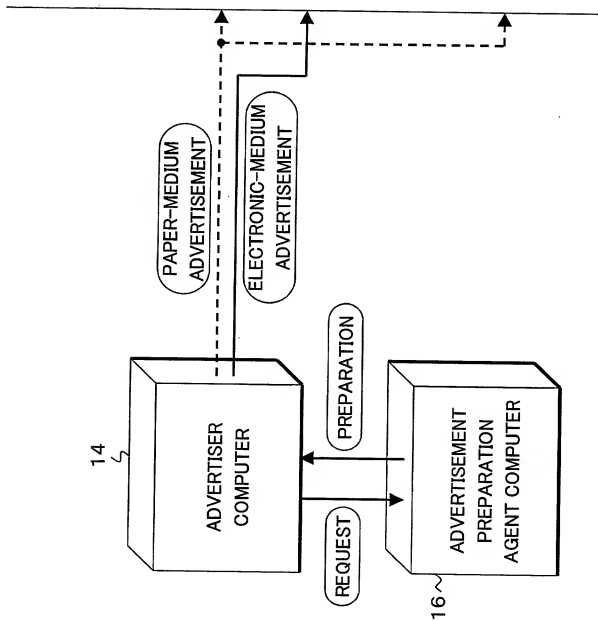 14
ADVERTISER
COMPUTER
PAPER-MEDIUM
ADVERTISEMENT
ELECTRONIC-MEDIUM
ADVERTISEMENT
REQUEST
PREPARATION
16
ADVERTISEMENT
PREPARATION
AGENT COMPUTER